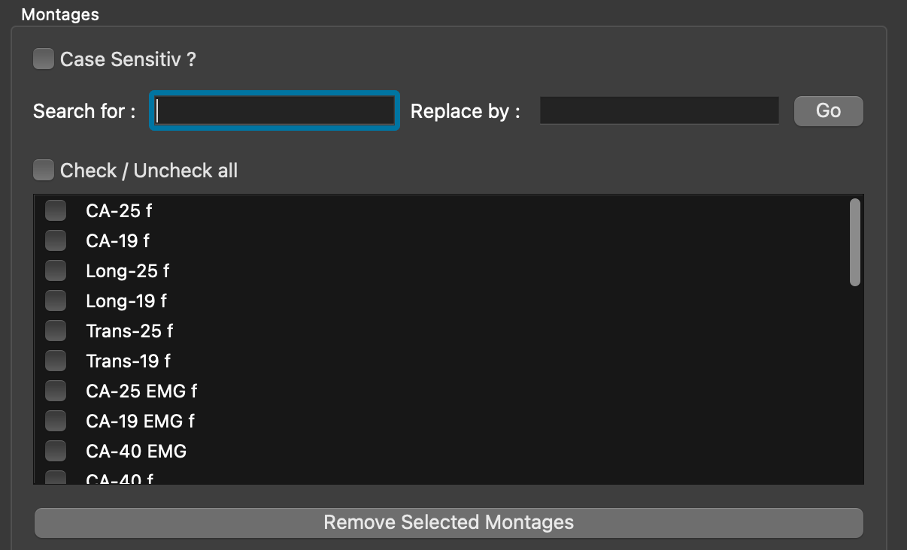 Montages
Case Sensitiv ?
Search for : Replace by : Go
Check / Uncheck all
CA-25 f
CA-19 f
Long-25 f
Long-19 f
Trans-25 f
Trans-19 f
CA-25 EMG f
CA-19 EMG f
CA-40 EMG
CA-40 f
Remove Selected Montages